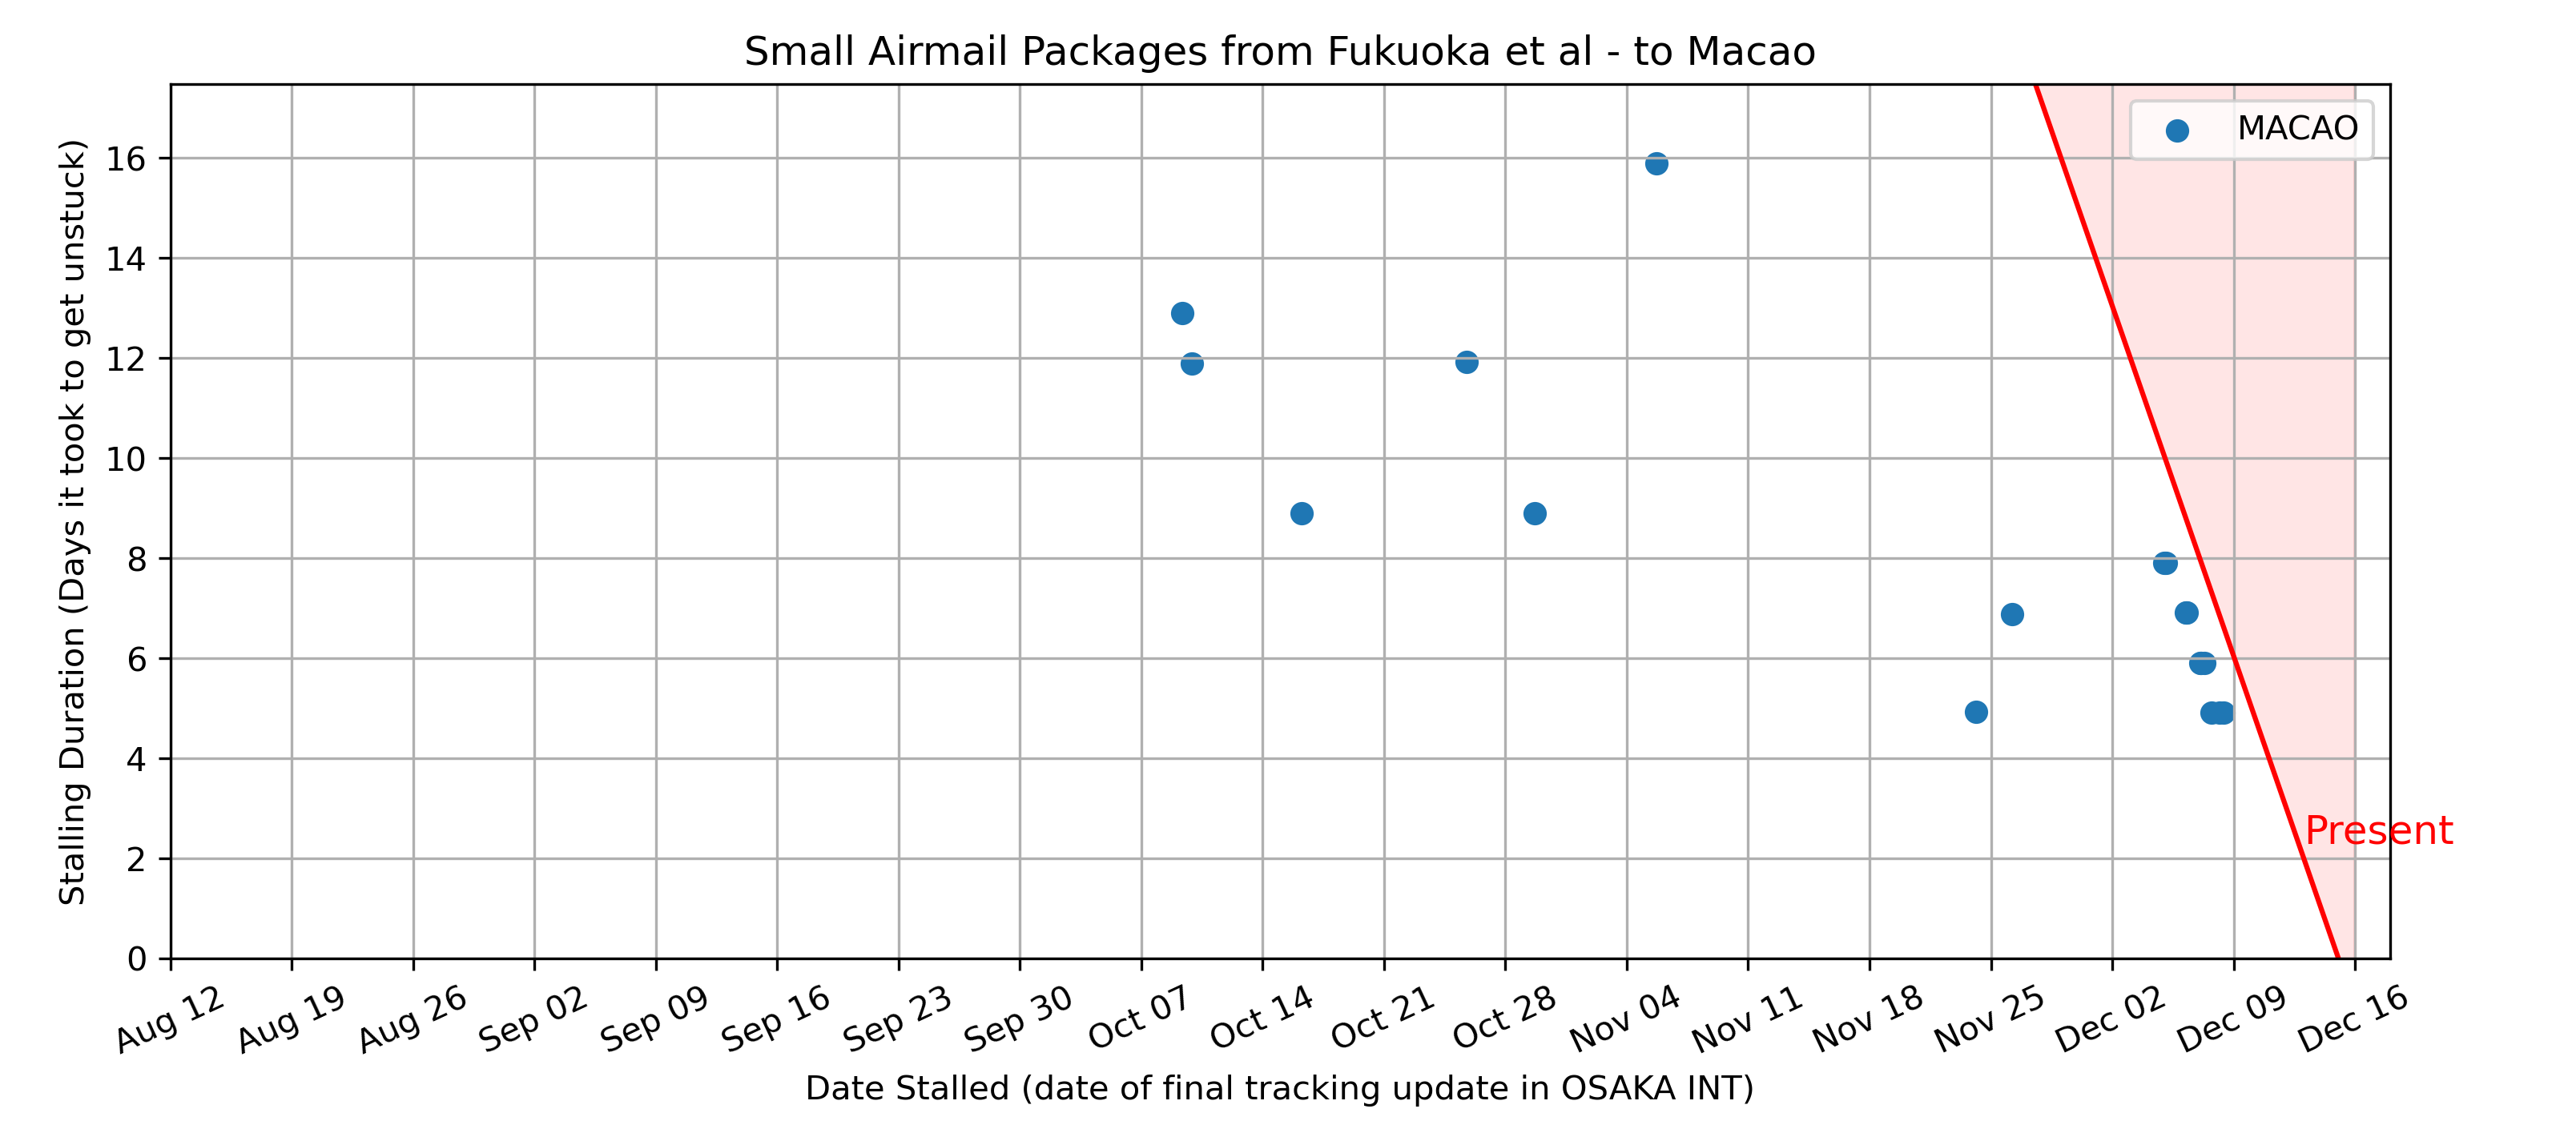 Small Airmail Packages from Fukuoka et al - to Macao
MACAO
Stalling Duration (Days it took to get unstuck)
16
14
12
10
8
6
4
2
0
Present
Aug 12 Aug 19 Aug 26 Sep 02 Sep 09 Sep 16 Sep 23 Sep 30 Oct 07 Oct 14 Oct 21 Oct 28 Nov 04 Nov 11 Nov 18 Nov 25 Dec 02 Dec 09 Dec 16
Date Stalled (date of final tracking update in OSAKA INT)